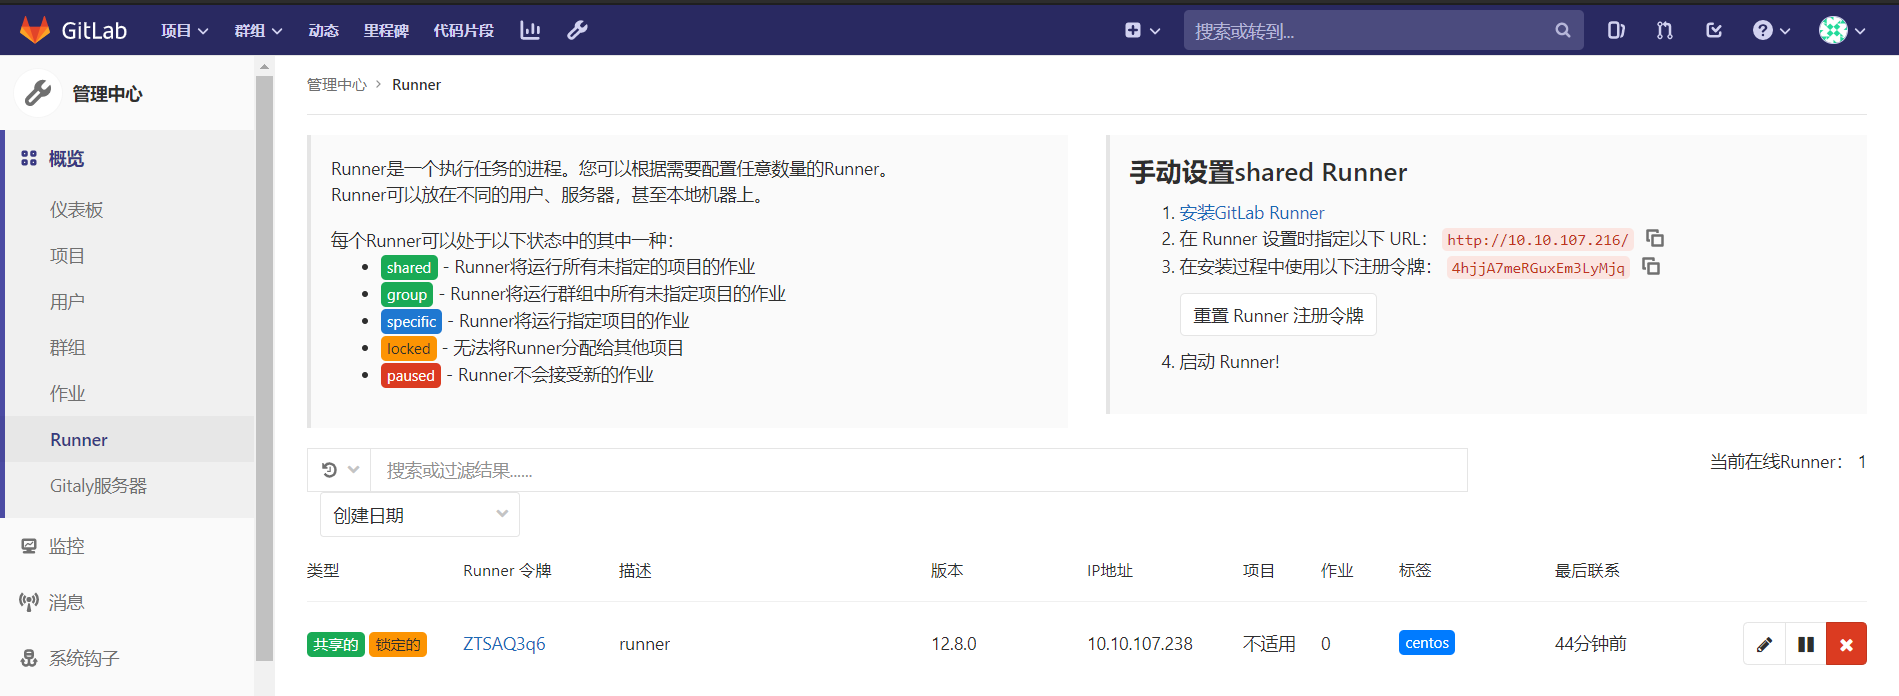 GitLab 项目 群组 动态 里程碑 代码片段 搜索或转到...
管理中心
概览
仪表板
项目
用户
群组
作业
Runner
Gitaly服务器
监控
消息
系统钩子
管理中心 > Runner
Runner是一个执行任务的进程。您可以根据需要配置任意数量的Runner。
Runner可以放在不同的用户、服务器，甚至本地机器上。
每个Runner可以处于以下状态中的其中一种：
shared - Runner将运行所有未指定的项目的作业
group - Runner将运行群组中所有未指定项目的作业
specific - Runner将运行指定项目的作业
locked - 无法将Runner分配给其他项目
paused - Runner不会接受新的作业
手动设置shared Runner
1. 安装GitLab Runner
2. 在 Runner 设置时指定以下 URL： http://10.10.107.216/
3. 在安装过程中使用以下注册令牌： 4hjjA7meRGuxEm3LyMjq
重置 Runner 注册令牌
4. 启动 Runner!
搜索或过滤结果......
当前在线Runner： 1
创建日期
类型 Runner 令牌 描述 版本 IP地址 项目 作业 标签 最后联系
共享的 锁定的 ZTSAQ3q6 runner 12.8.0 10.10.107.238 不适用 0 centos 44分钟前